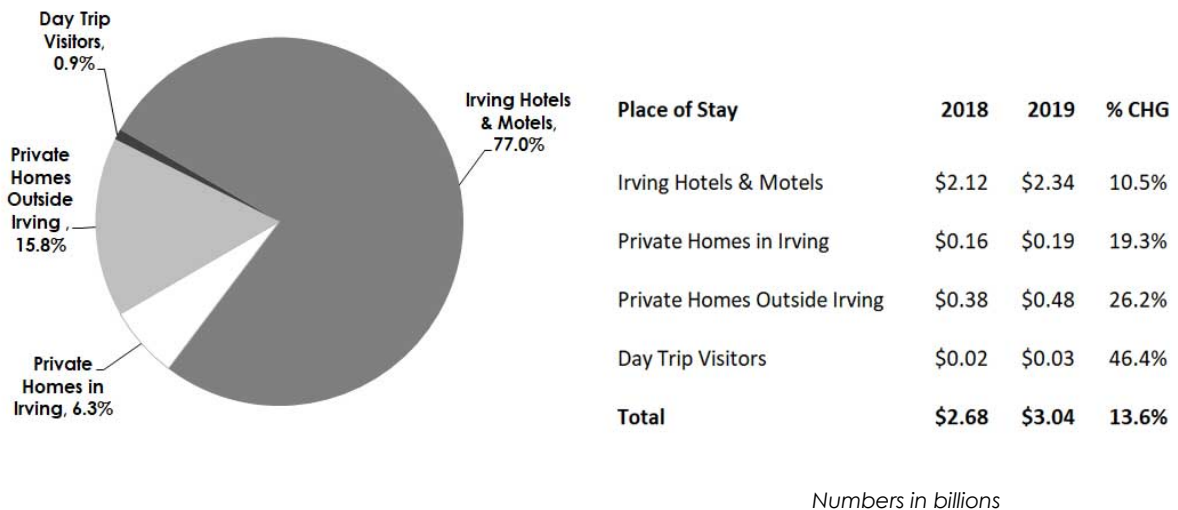 Day Trip
Visitors,
0.9%
Irving Hotels
& Motels,
77.0%
Private
Homes
Outside
Irving ,
15.8%
Private
Homes in
Irving, 6.3%
Place of Stay 2018 2019 % CHG
Irving Hotels & Motels $2.12 $2.34 10.5%
Private Homes in Irving $0.16 $0.19 19.3%
Private Homes Outside Irving $0.38 $0.48 26.2%
Day Trip Visitors $0.02 $0.03 46.4%
Total $2.68 $3.04 13.6%
Numbers in billions